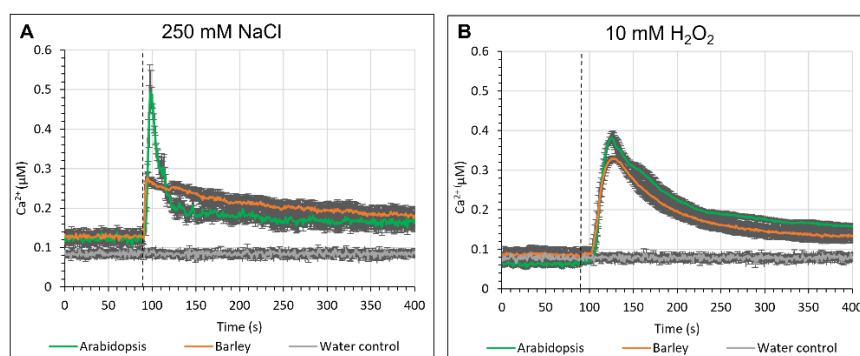 A
250 mM NaCl
0.6
0.5
0.4
0.3
0.2
0.1
0
Ca²⁺ (µM)
0 50 100 150 200 250 300 350 400
Time (s)
Arabidopsis Barley Water control
B
10 mM H₂O₂
0.6
0.5
0.4
0.3
0.2
0.1
0
Ca²⁺ (µM)
0 50 100 150 200 250 300 350 400
Time (s)
Arabidopsis Barley Water control